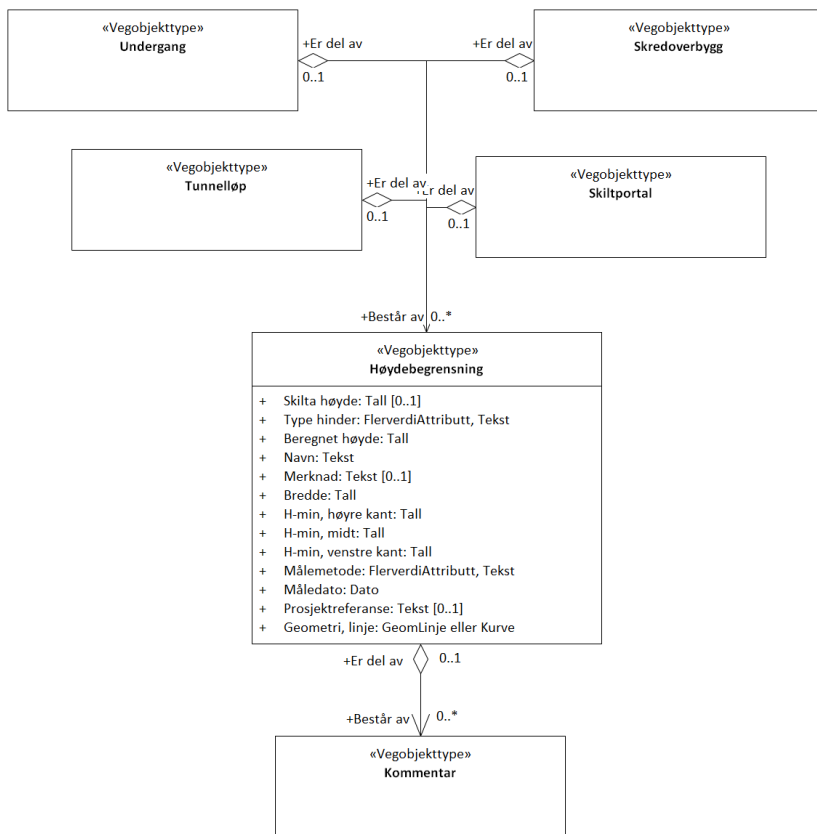 «Vegobjekttype»
Undergang
+Er del av
0..1
«Vegobjekttype»
Skredoverbygg
+Er del av
0..1
«Vegobjekttype»
Tunnelløp
+Er del av
0..1
«Vegobjekttype»
Skiltportal
+Er del av
0..1
+Består av 0..*
«Vegobjekttype»
Høydebegrensning
+ Skilta høyde: Tall [0..1]
+ Type hinder: FlerverdiAttributt, Tekst
+ Beregnet høyde: Tall
+ Navn: Tekst
+ Merknad: Tekst [0..1]
+ Bredde: Tall
+ H-min, høyre kant: Tall
+ H-min, midt: Tall
+ H-min, venstre kant: Tall
+ Målemetode: FlerverdiAttributt, Tekst
+ Måledato: Dato
+ Prosjektreferanse: Tekst [0..1]
+ Geometri, linje: GeomLinje eller Kurve
+Er del av 0..1
+Består av 0..*
«Vegobjekttype»
Kommentar